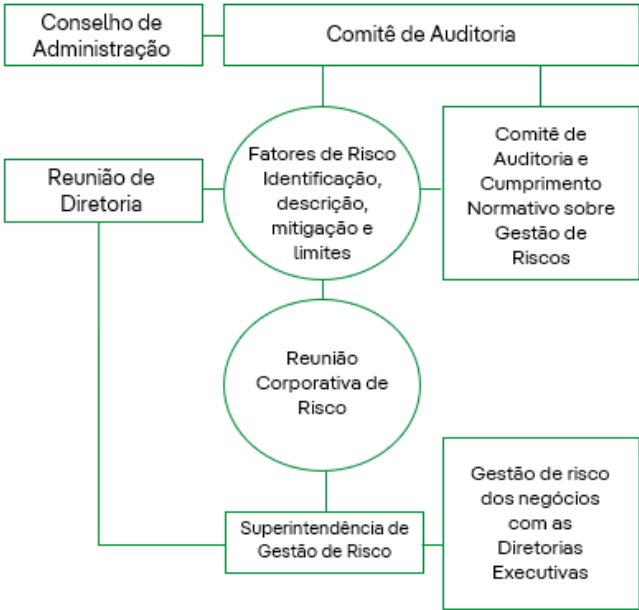 Conselho de
Administração
Comitê de Auditoria
Fatores de Risco
Identificação,
descrição,
mitigação e
limites
Comitê de
Auditoria e
Cumprimento
Normativo sobre
Gestão de
Riscos
Reunião de
Diretoria
Reunião
Corporativa de
Risco
Superintendência de
Gestão de Risco
Gestão de risco
dos negócios
com as
Diretorias
Executivas